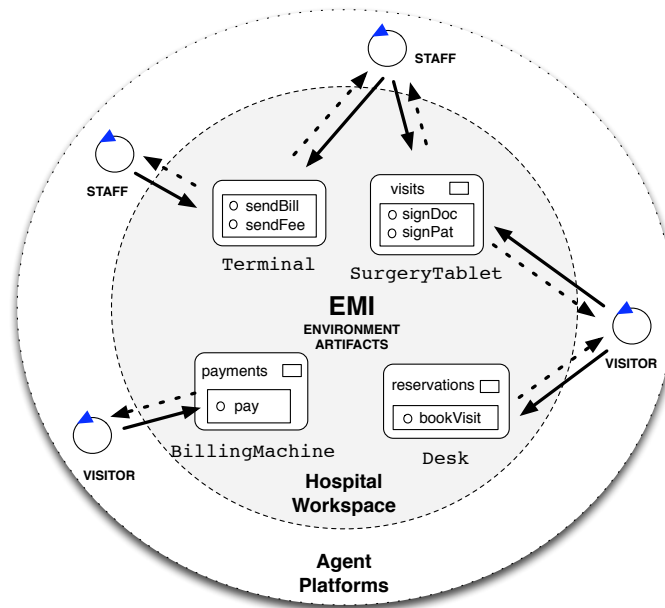 STAFF
STAFF
sendBill
sendFee
Terminal
visits
signDoc
signPat
SurgeryTablet
EMI
ENVIRONMENT
ARTIFACTS
VISITOR
payments
pay
BillingMachine
reservations
bookVisit
Desk
VISITOR
Hospital
Workspace
Agent
Platforms